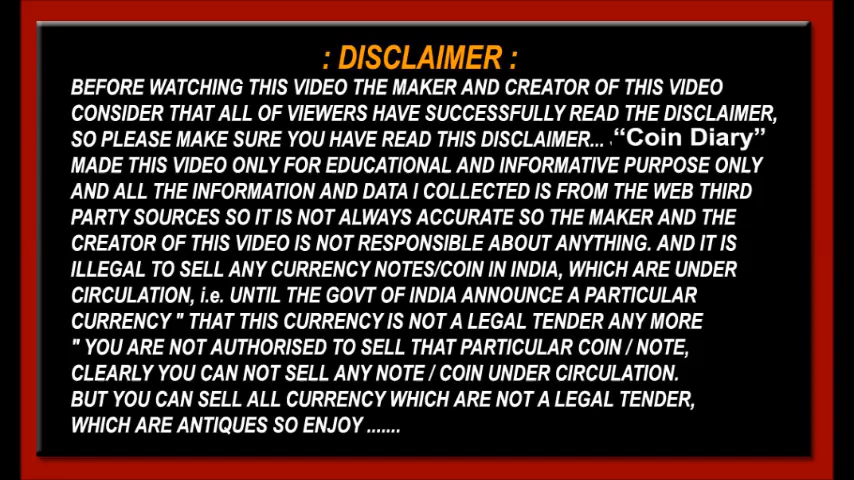 : DISCLAIMER :
BEFORE WATCHING THIS VIDEO THE MAKER AND CREATOR OF THIS VIDEO
CONSIDER THAT ALL OF VIEWERS HAVE SUCCESSFULLY READ THE DISCLAIMER,
SO PLEASE MAKE SURE YOU HAVE READ THIS DISCLAIMER... “Coin Diary”
MADE THIS VIDEO ONLY FOR EDUCATIONAL AND INFORMATIVE PURPOSE ONLY
AND ALL THE INFORMATION AND DATA I COLLECTED IS FROM THE WEB THIRD
PARTY SOURCES SO IT IS NOT ALWAYS ACCURATE SO THE MAKER AND THE
CREATOR OF THIS VIDEO IS NOT RESPONSIBLE ABOUT ANYTHING. AND IT IS
ILLEGAL TO SELL ANY CURRENCY NOTES/COIN IN INDIA, WHICH ARE UNDER
CIRCULATION, i.e. UNTIL THE GOVT OF INDIA ANNOUNCE A PARTICULAR
CURRENCY " THAT THIS CURRENCY IS NOT A LEGAL TENDER ANY MORE
" YOU ARE NOT AUTHORISED TO SELL THAT PARTICULAR COIN / NOTE,
CLEARLY YOU CAN NOT SELL ANY NOTE / COIN UNDER CIRCULATION.
BUT YOU CAN SELL ALL CURRENCY WHICH ARE NOT A LEGAL TENDER,
WHICH ARE ANTIQUES SO ENJOY .......